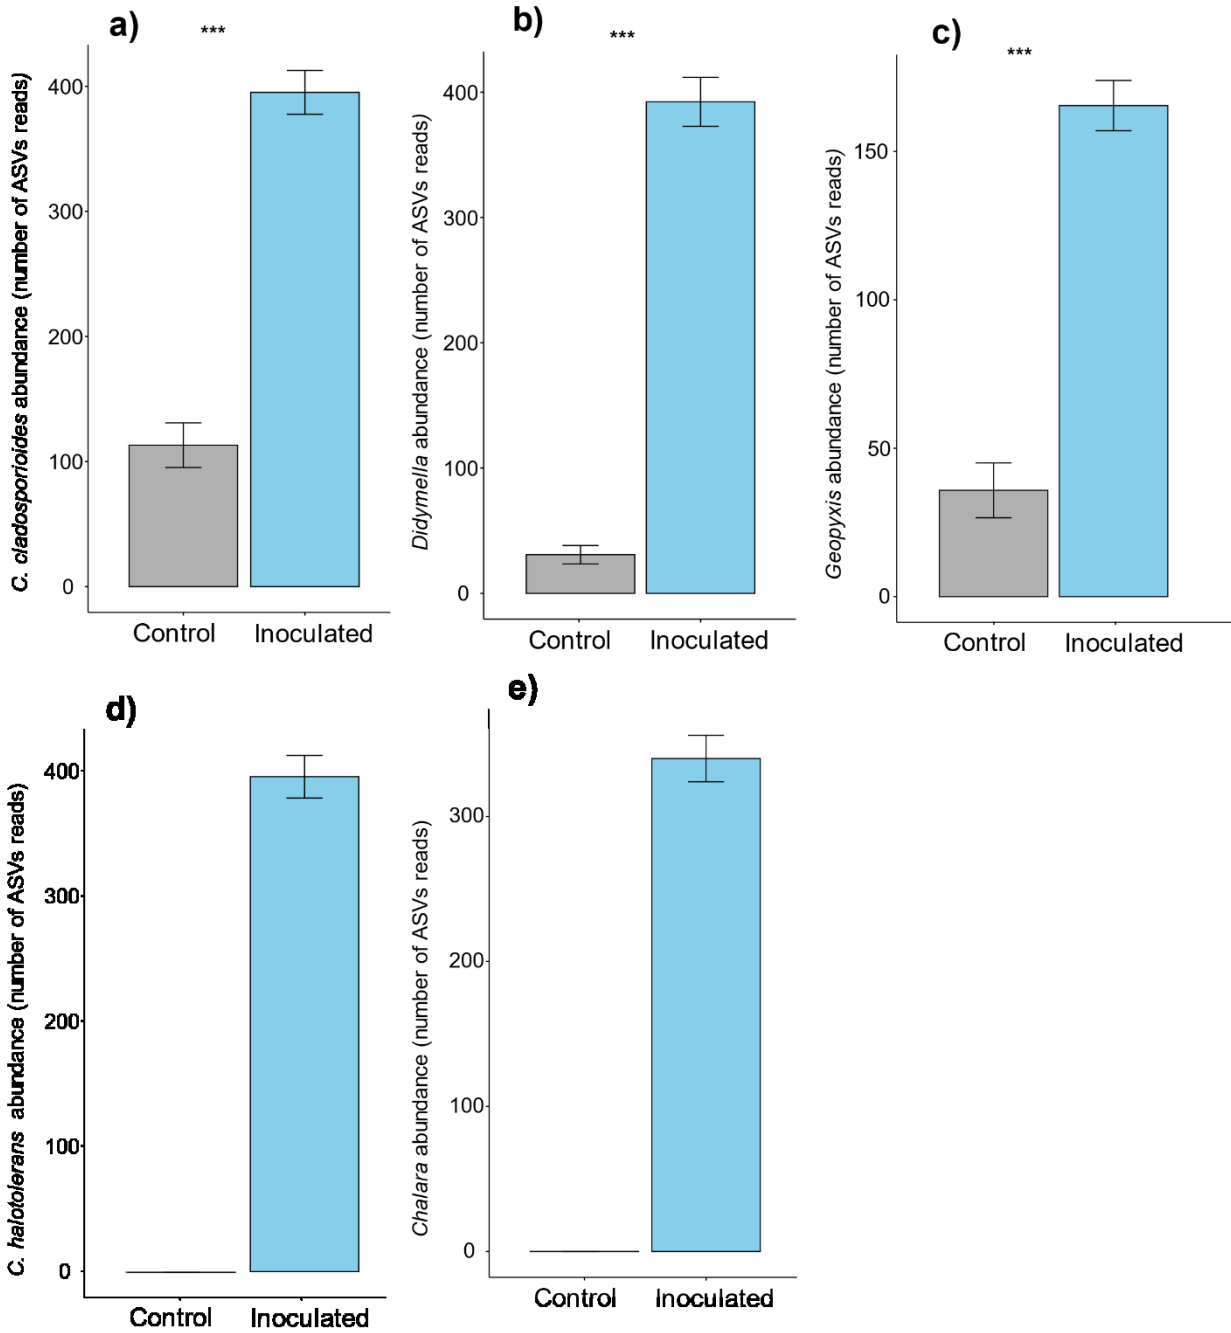 a)
***
C. cladosporioides abundance (number of ASVs reads)
400
300
200
100
0
Control
Inoculated
b)
***
Didymella abundance (number of ASVs reads)
400
300
200
100
0
Control
Inoculated
c)
***
Geopyxis abundance (number of ASVs reads)
150
100
50
0
Control
Inoculated
d)
C. halotolerans abundance (number of ASVs reads)
400
300
200
100
0
Control
Inoculated
e)
Chalara abundance (number of ASVs reads)
300
200
100
0
Control
Inoculated